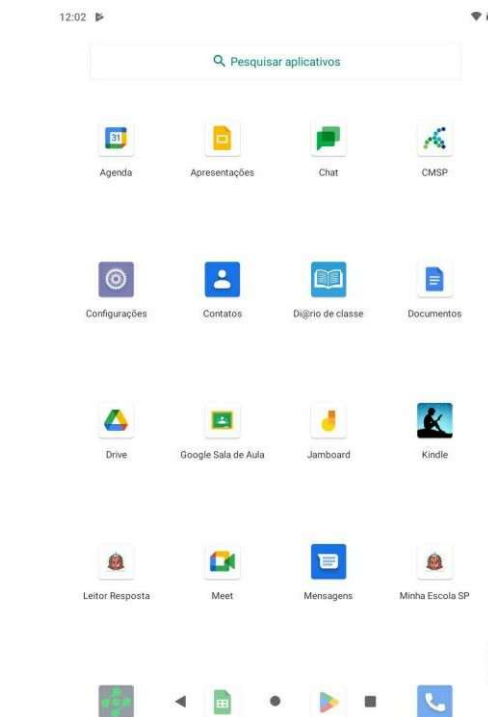 12:02
Pesquisar aplicativos
31
Agenda
Apresentações
Chat
CMSP
Configurações
Contatos
Di@rio de classe
Documentos
Drive
Google Sala de Aula
Jamboard
Kindle
Leitor Resposta
Meet
Mensagens
Minha Escola SP